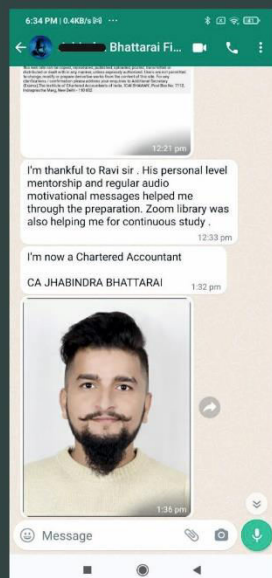 6:34 PM | 0.4KB/s
Bhattarai Fi...
12:21 pm
I'm thankful to Ravi sir . His personal level
mentorship and regular audio
motivational messages helped me
through the preparation. Zoom library was
also helping me for continuous study .
12:33 pm
I'm now a Chartered Accountant
CA JHABINDRA BHATTARAI
1:32 pm
1:36 pm
Message